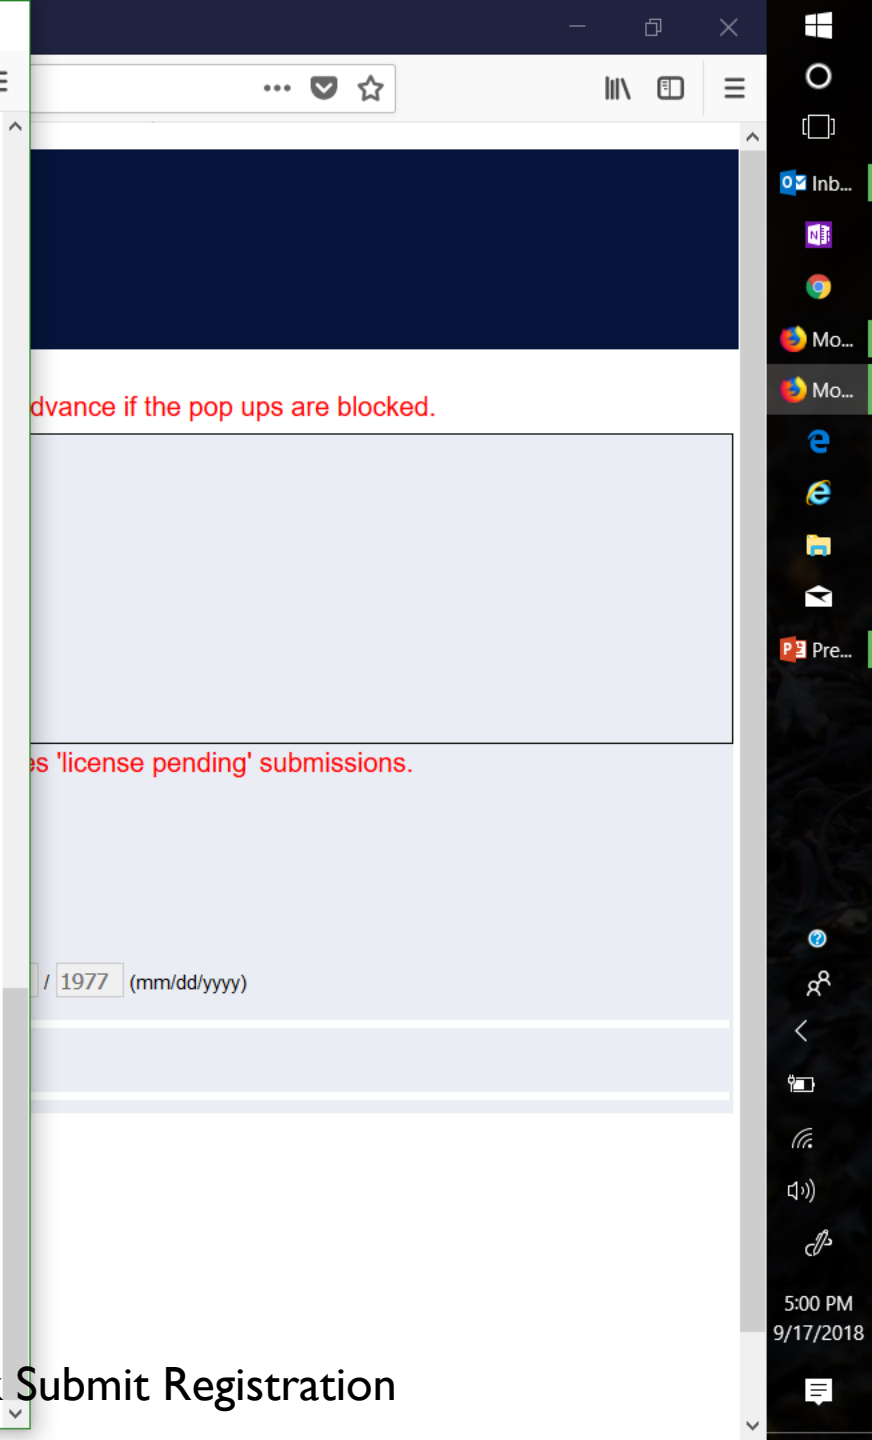 Inb...
Mo...
Mo...
dvance if the pop ups are blocked.
Pre...
'license pending' submissions.
/ 1977 (mm/dd/yyyy)
5:00 PM
9/17/2018
Submit Registration